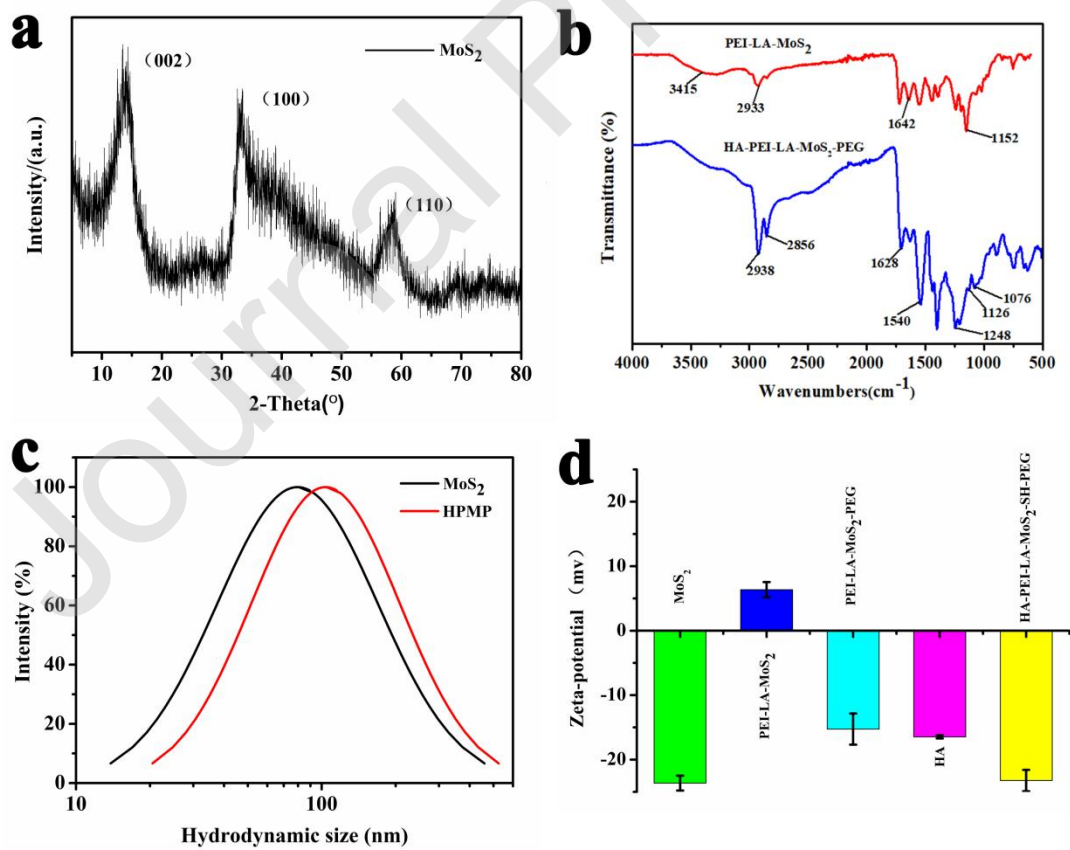 Journal Pr
a
(002)
(100)
(110)
MoS₂
Intensity/(a.u.)
10 20 30 40 50 60 70 80
2-Theta(°)
b
PEI-LA-MoS₂
3415
2933
1642
1152
HA-PEI-LA-MoS₂-PEG
2938
2856
1628
1540
1248
1126
1076
Transmittance (%)
4000 3500 3000 2500 2000 1500 1000 500
Wavenumbers(cm⁻¹)
c
MoS₂
HPMP
Intensity (%)
100
80
60
40
20
0
10 100
Hydrodynamic size (nm)
d
Zeta-potential (mv)
20
10
0
-10
-20
MoS₂
PEI-LA-MoS₂
PEI-LA-MoS₂-PEG
HA
HA-PEI-LA-MoS₂-SH-PEG